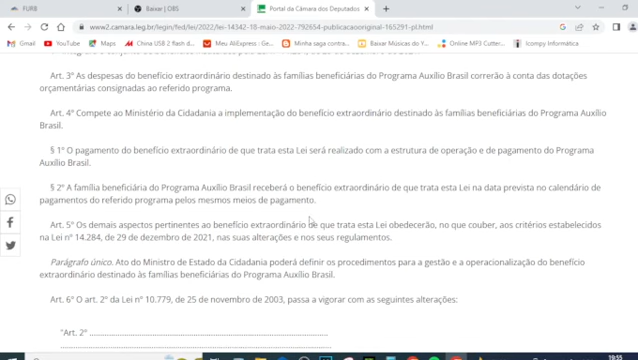 FURB
Baixar | OBS
Portal da Câmara dos Deputados
www2.camara.leg.br/legin/fed/lei/2022/lei-14342-18-maio-2022-792654-publicacaooriginal-165291-pl.html
Gmail
YouTube
Maps
China USB 2 flash d...
Meu AliExpress : Ge...
Minha saga contra...
Baixar Músicas do Y...
Online MP3 Cutter...
Icompy Informática
Art. 3º As despesas do benefício extraordinário destinado às famílias beneficiárias do Programa Auxílio Brasil correrão à conta das dotações
orçamentárias consignadas ao referido programa.
Art. 4º Compete ao Ministério da Cidadania a implementação do benefício extraordinário destinado às famílias beneficiárias do Programa Auxílio
Brasil.
§ 1º O pagamento do benefício extraordinário de que trata esta Lei será realizado com a estrutura de operação e de pagamento do Programa
Auxílio Brasil.
§ 2º A família beneficiária do Programa Auxílio Brasil receberá o benefício extraordinário de que trata esta Lei na data prevista no calendário de
pagamentos do referido programa pelos mesmos meios de pagamento.
Art. 5º Os demais aspectos pertinentes ao benefício extraordinário de que trata esta Lei obedecerão, no que couber, aos critérios estabelecidos
na Lei nº 14.284, de 29 de dezembro de 2021, nas suas alterações e nos seus regulamentos.
Parágrafo único. Ato do Ministro de Estado da Cidadania poderá definir os procedimentos para a gestão e a operacionalização do benefício
extraordinário destinado às famílias beneficiárias do Programa Auxílio Brasil.
Art. 6º O art. 2º da Lei nº 10.779, de 25 de novembro de 2003, passa a vigorar com as seguintes alterações:
"Art. 2º ....................................................................................
19:55